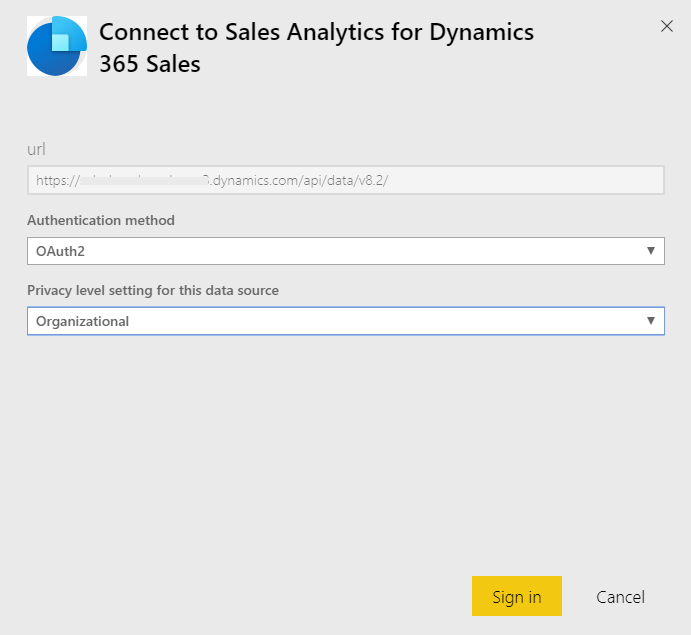 Connect to Sales Analytics for Dynamics
365 Sales
url
https:// .dynamics.com/api/data/v8.2/
Authentication method
OAuth2
Privacy level setting for this data source
Organizational
Sign in
Cancel